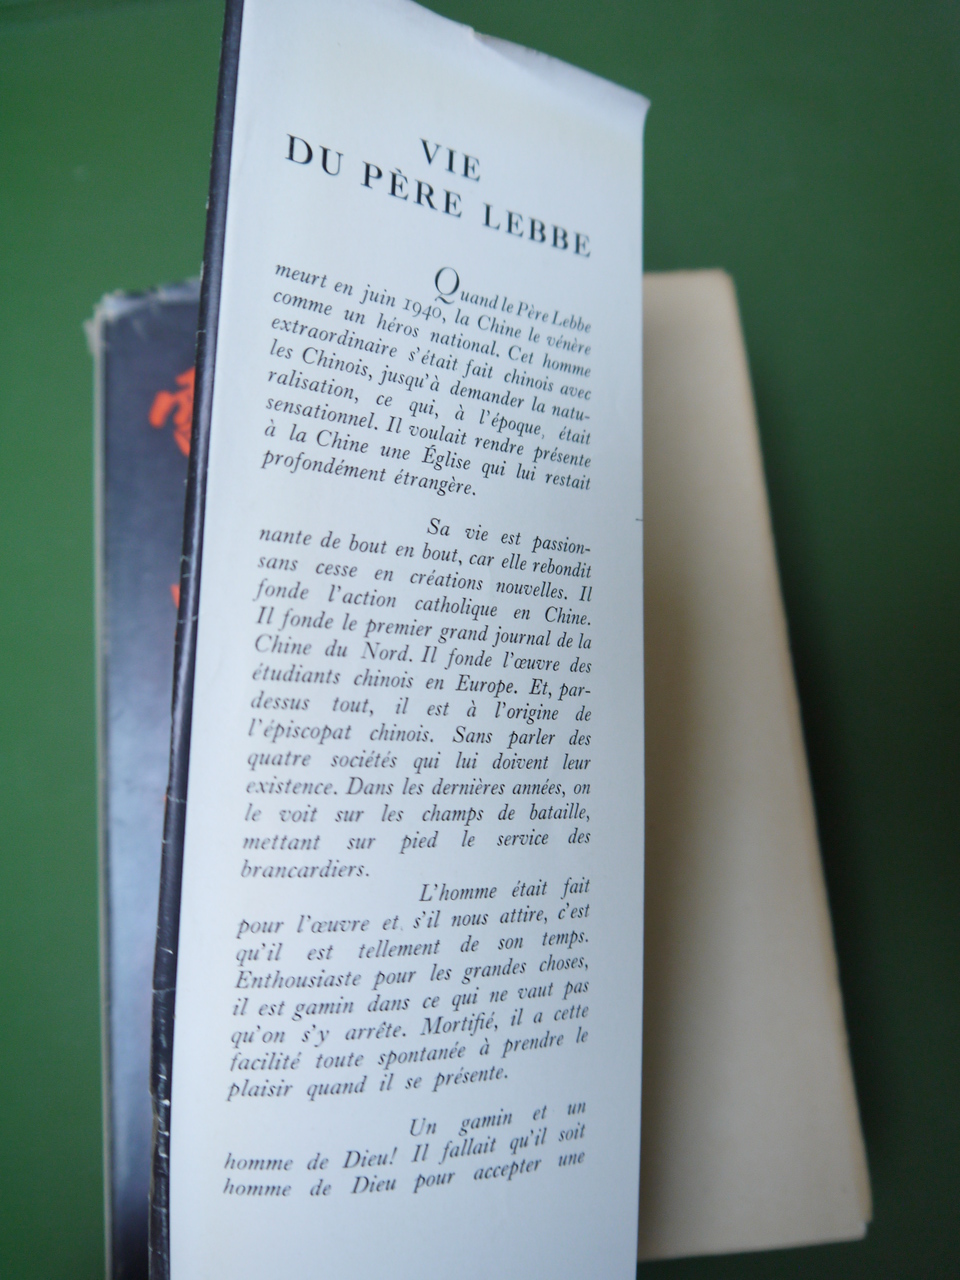 VIE
DU PÈRE LEBBE
Quand le Père Lebbe
meurt en juin 1940, la Chine le vénère
comme un héros national. Cet homme
extraordinaire s'était fait chinois avec
les Chinois, jusqu'à demander la natu-
ralisation, ce qui, à l'époque, était
sensationnel. Il voulait rendre présente
à la Chine une Église qui lui restait
profondément étrangère.
Sa vie est passion-
nante de bout en bout, car elle rebondit
sans cesse en créations nouvelles. Il
fonde l'action catholique en Chine.
Il fonde le premier grand journal de la
Chine du Nord. Il fonde l'œuvre des
étudiants chinois en Europe. Et, par-
dessus tout, il est à l'origine de
l'épiscopat chinois. Sans parler des
quatre sociétés qui lui doivent leur
existence. Dans les dernières années, on
le voit sur les champs de bataille,
mettant sur pied le service des
brancardiers.
L'homme était fait
pour l'œuvre et s'il nous attire, c'est
qu'il est tellement de son temps.
Enthousiaste pour les grandes choses,
il est gamin dans ce qui ne vaut pas
qu'on s'y arrête. Mortifié, il a cette
facilité toute spontanée à prendre le
plaisir quand il se présente.
Un gamin et un
homme de Dieu! Il fallait qu'il soit
homme de Dieu pour accepter une